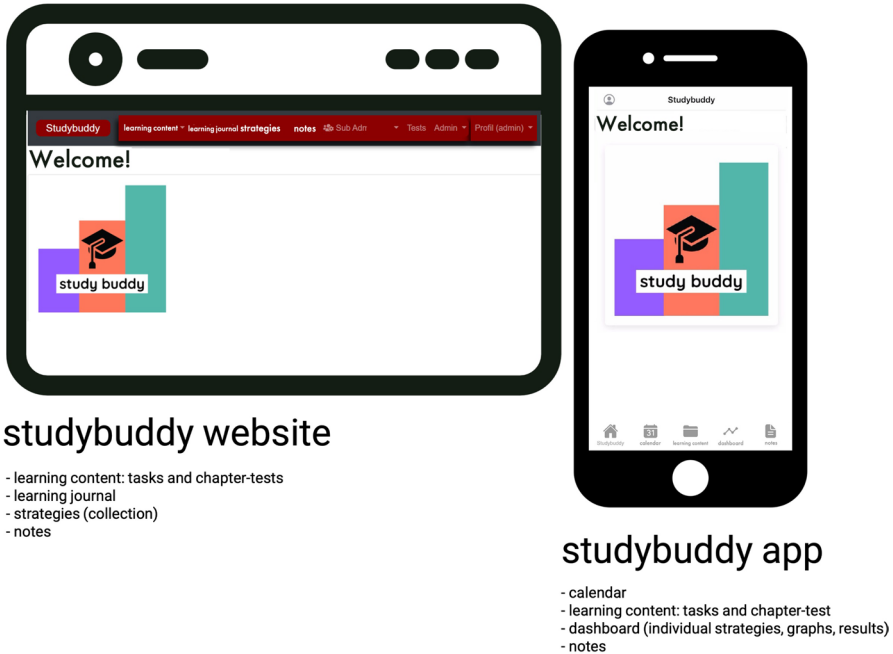 Studybuddy learning content learning journal strategies notes Sub Adm Tests Admin Profil (admin)
Welcome!
study buddy
studybuddy website
- learning content: tasks and chapter-tests
- learning journal
- strategies (collection)
- notes
Studybuddy
Welcome!
study buddy
31
Studybuddy calendar learning content dashboard notes
studybuddy app
- calendar
- learning content: tasks and chapter-test
- dashboard (individual strategies, graphs, results)
- notes